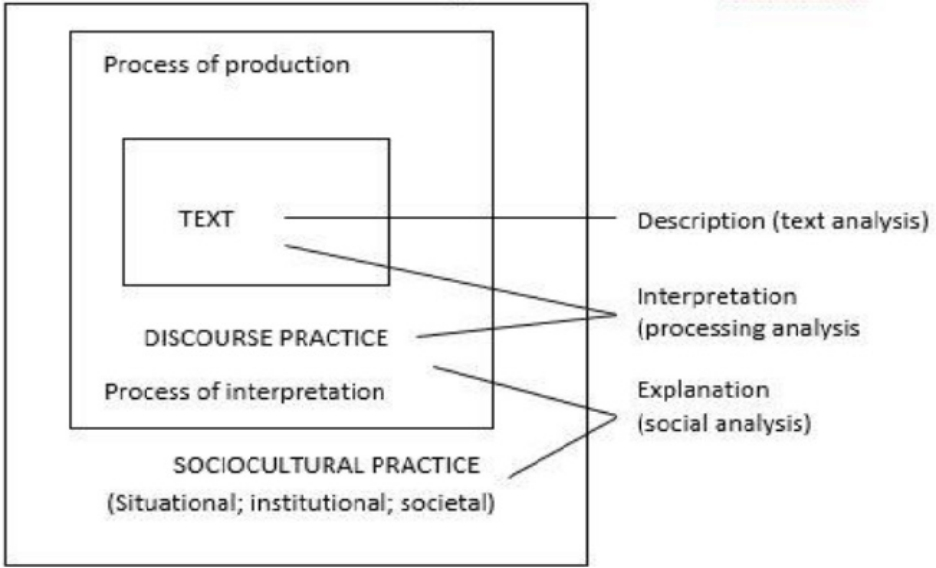 Process of production
TEXT
Description (text analysis)
Interpretation
(processing analysis
DISCOURSE PRACTICE
Process of interpretation
Explanation
(social analysis)
SOCIOCULTURAL PRACTICE
(Situational; institutional; societal)